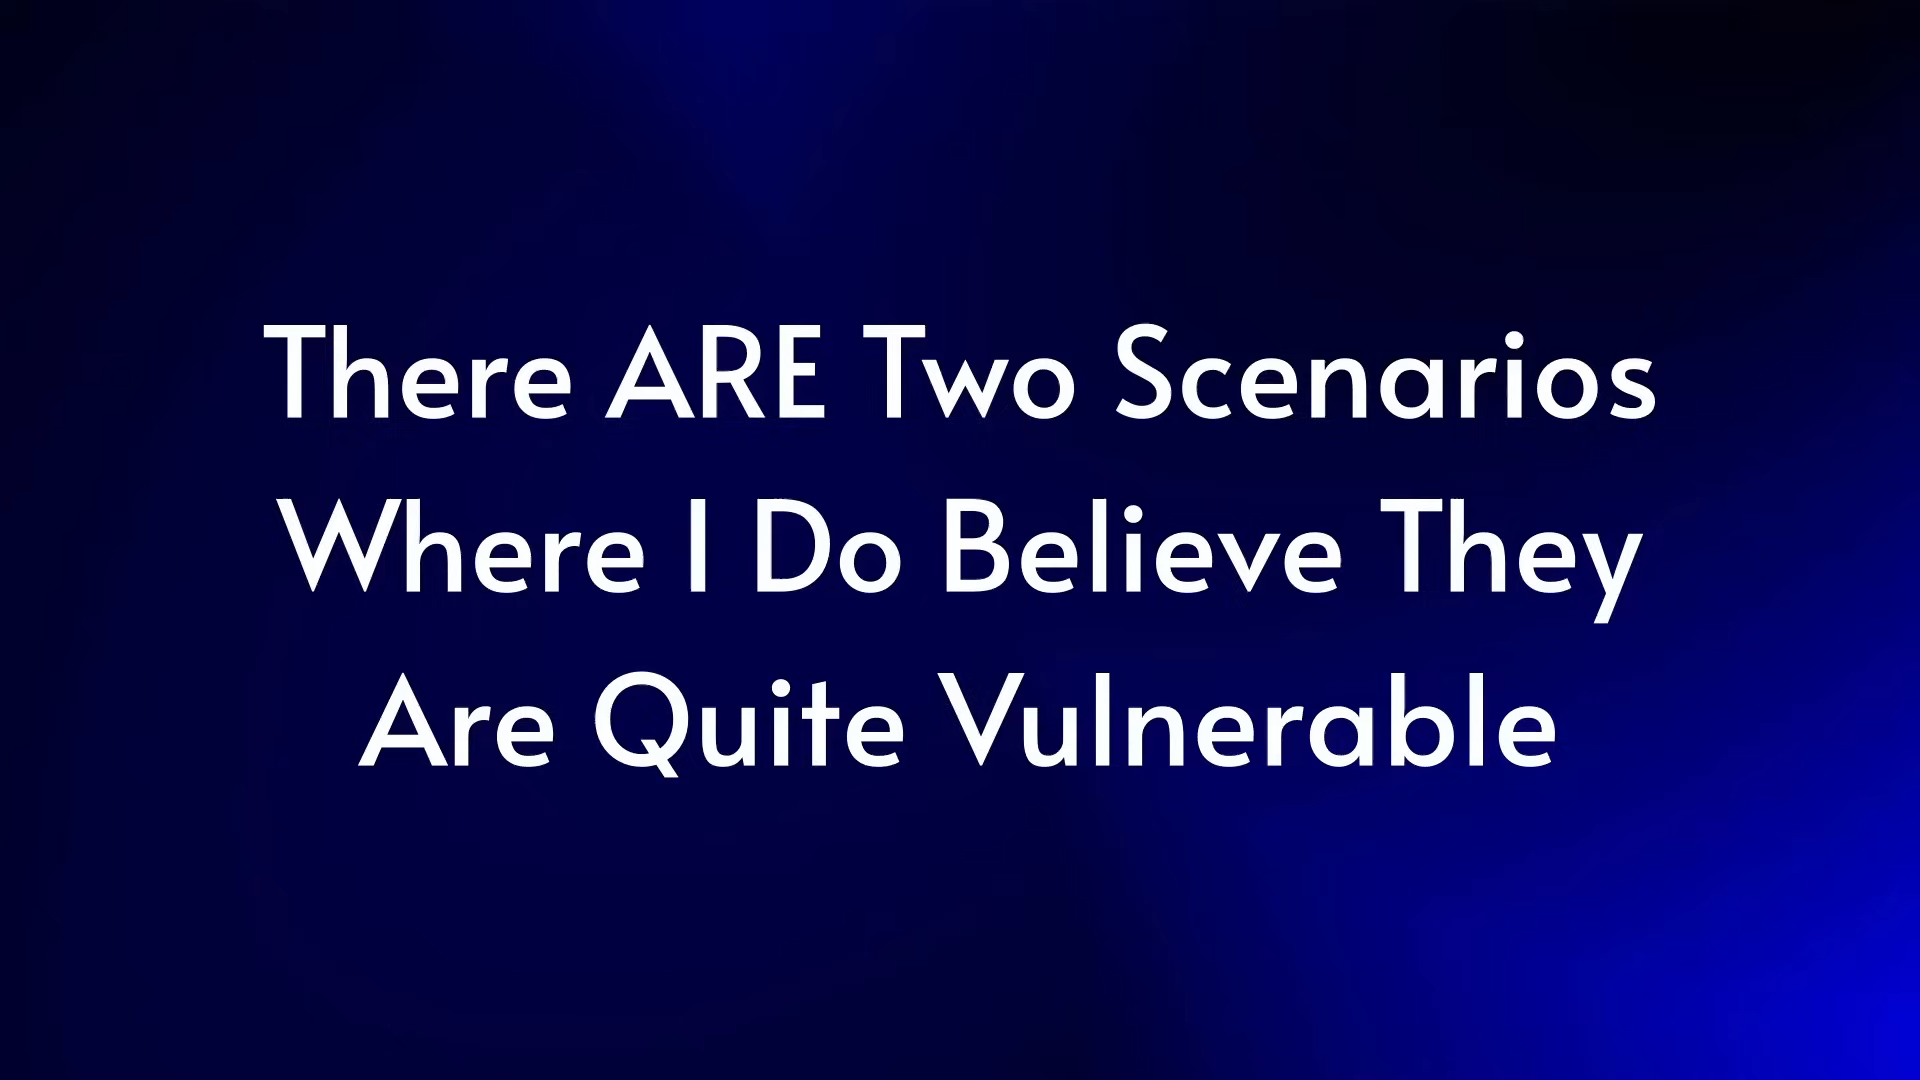 There ARE Two Scenarios
Where I Do Believe They
Are Quite Vulnerable